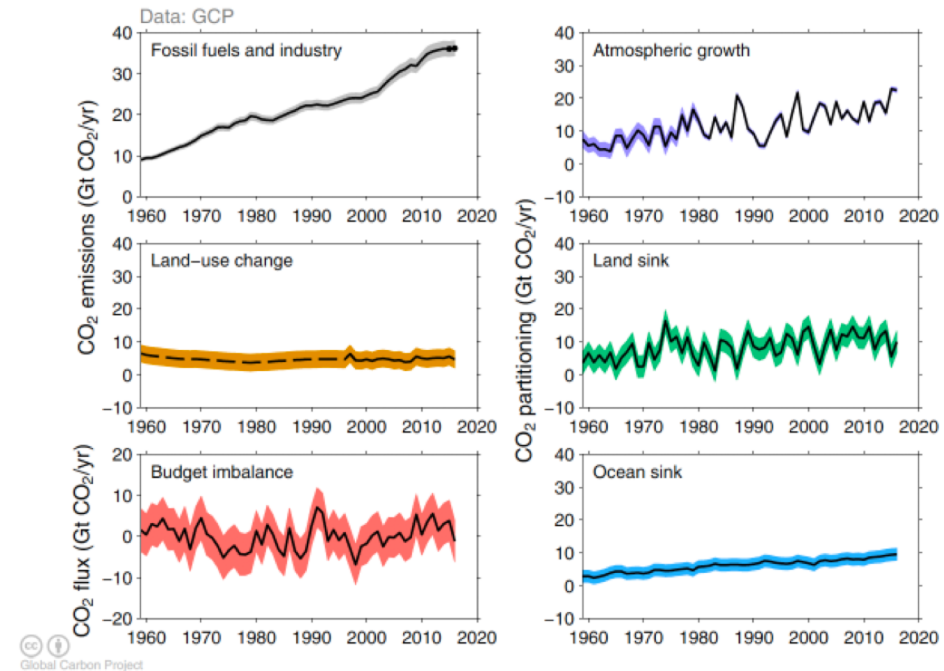 Data: GCP
Fossil fuels and industry
40
30
20
10
0
1960 1970 1980 1990 2000 2010 2020
Atmospheric growth
40
30
20
10
0
−10
1960 1970 1980 1990 2000 2010 2020
CO₂ emissions (Gt CO₂/yr)
Land−use change
40
30
20
10
0
−10
1960 1970 1980 1990 2000 2010 2020
CO₂ partitioning (Gt CO₂/yr)
Land sink
40
30
20
10
0
−10
1960 1970 1980 1990 2000 2010 2020
CO₂ flux (Gt CO₂/yr)
Budget imbalance
20
10
0
−10
−20
1960 1970 1980 1990 2000 2010 2020
Ocean sink
40
30
20
10
0
−10
1960 1970 1980 1990 2000 2010 2020
cc
Global Carbon Project